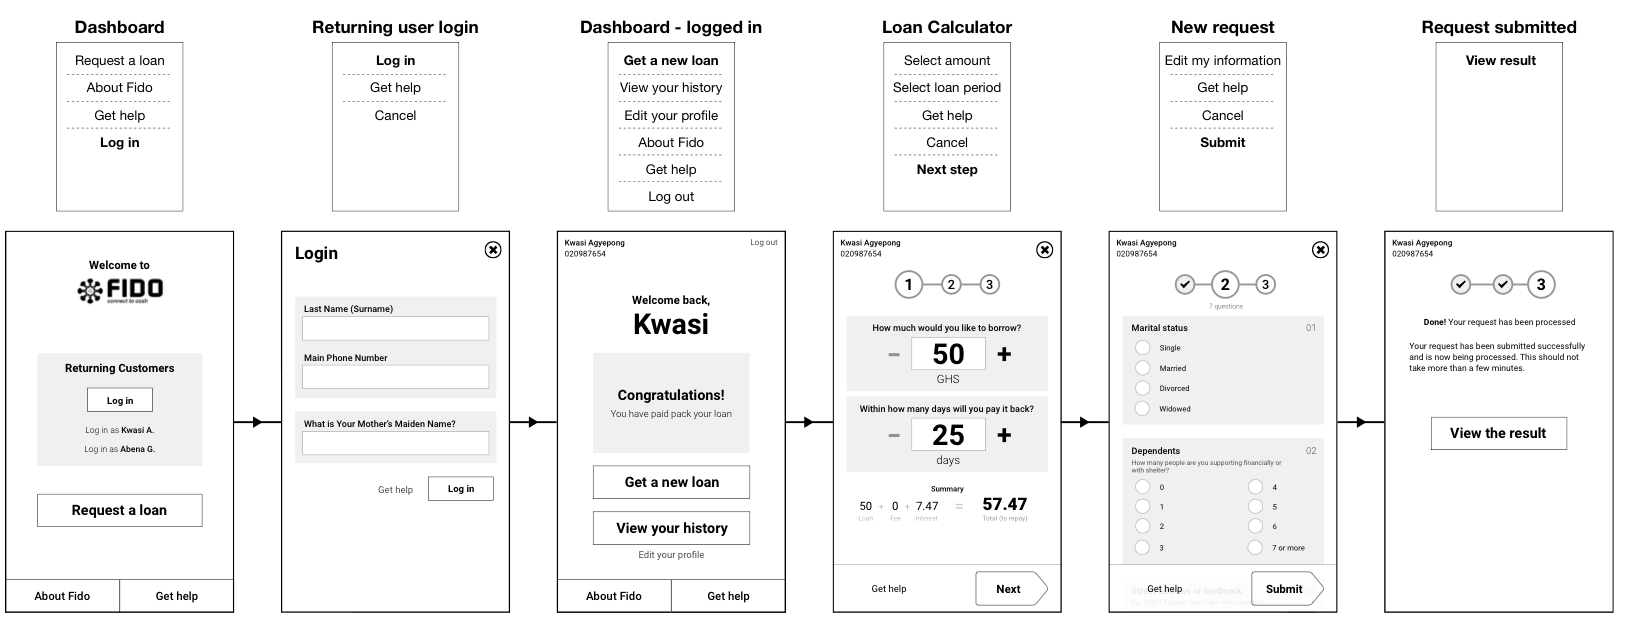 Dashboard
Request a loan
About Fido
Get help
Log in
Returning user login
Log in
Get help
Cancel
Dashboard - logged in
Get a new loan
View your history
Edit your profile
About Fido
Get help
Log out
Loan Calculator
Select amount
Select loan period
Get help
Cancel
Next step
New request
Edit my information
Get help
Cancel
Submit
Request submitted
View result
Welcome to
FIDO
connect to cash
Returning Customers
Log in
Log in as Kwasi A.
Log in as Abena G.
Request a loan
About Fido
Get help
Login
Last Name (Surname)
Main Phone Number
What is Your Mother's Maiden Name?
Get help
Log in
Kwasi Agyepong
020987654
Log out
Welcome back,
Kwasi
Congratulations!
You have paid pack your loan
Get a new loan
View your history
Edit your profile
About Fido
Get help
Kwasi Agyepong
020987654
1
2
3
How much would you like to borrow?
− 50 +
GHS
Within how many days will you pay it back?
− 25 +
days
Summary
50 + 0 + 7.47 = 57.47
Loan Fee Interest Total (to repay)
Get help
Next
Kwasi Agyepong
020987654
2
3
7 questions
Marital status
01
Single
Married
Divorced
Widowed
Dependents
02
How many people are you supporting financially or
with shelter?
0
4
1
5
2
6
3
7 or more
or landmark
Get help
Submit
Kwasi Agyepong
020987654
3
Done! Your request has been processed
Your request has been submitted successfully
and is now being processed. This should not
take more than a few minutes.
View the result